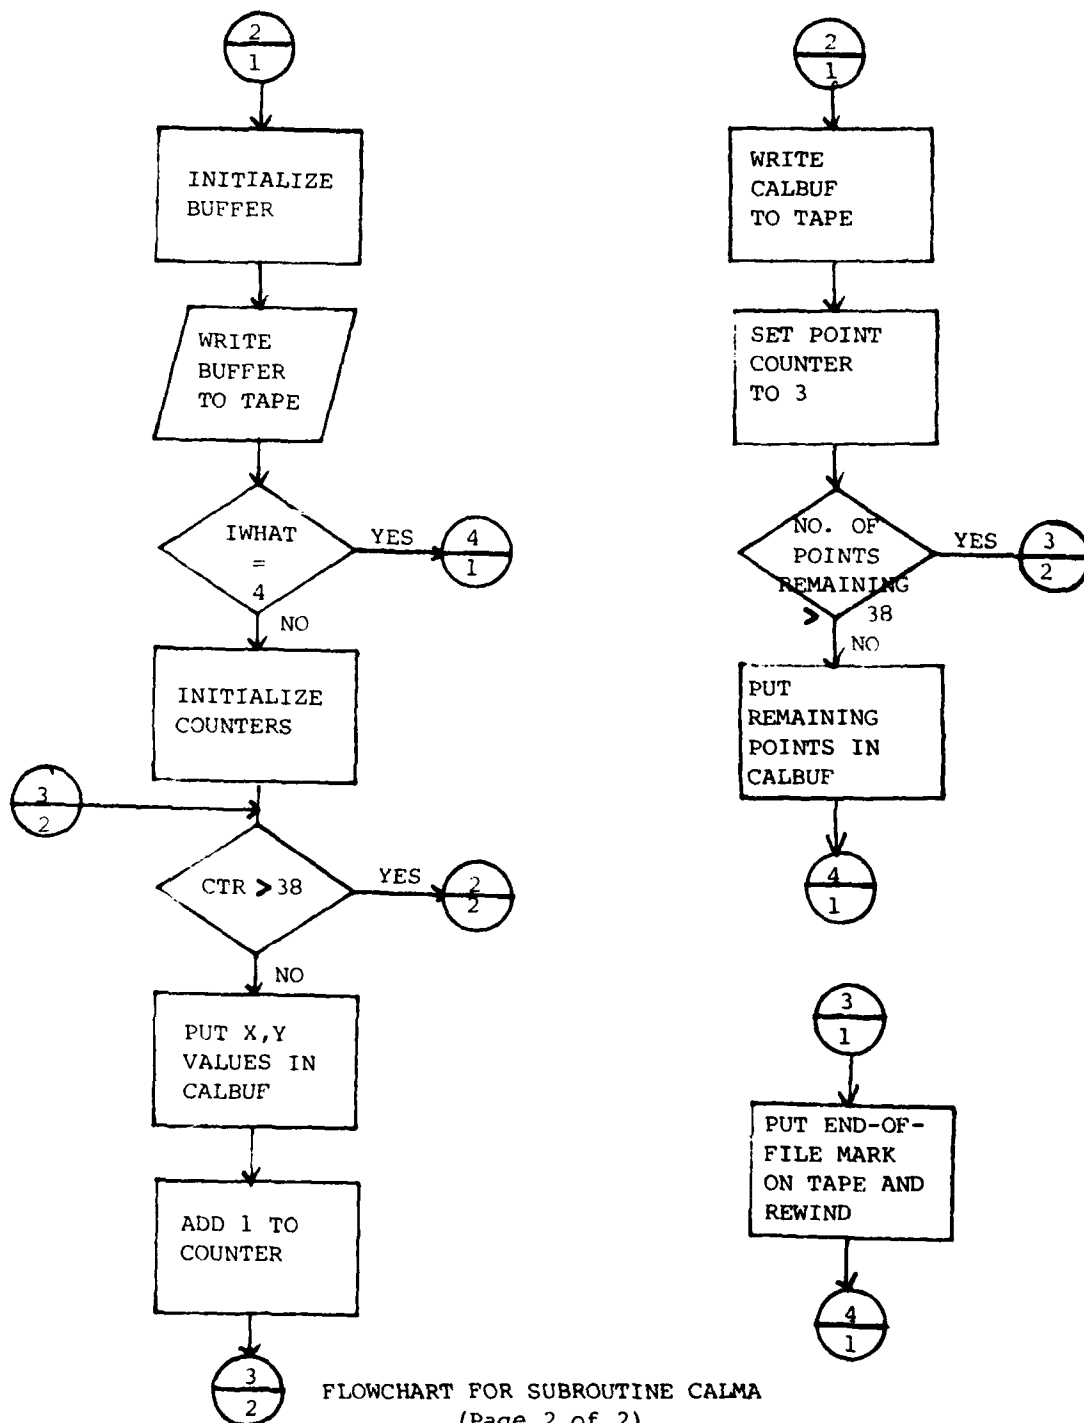 2
1
INITIALIZE
BUFFER
WRITE
BUFFER
TO TAPE
IWHAT
=
4
YES
4
1
NO
INITIALIZE
COUNTERS
3
2
CTR > 38
YES
2
2
NO
PUT X,Y
VALUES IN
CALBUF
ADD 1 TO
COUNTER
3
2
2
1
WRITE
CALBUF
TO TAPE
SET POINT
COUNTER
TO 3
NO. OF
POINTS
REMAINING
> 38
YES
3
2
NO
PUT
REMAINING
POINTS IN
CALBUF
4
1
3
1
PUT END-OF-
FILE MARK
ON TAPE AND
REWIND
4
1
FLOWCHART FOR SUBROUTINE CALMA
(Page 2 of 2)